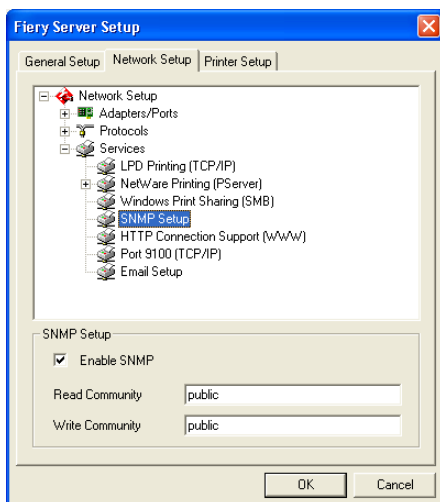 Fiery Server Setup
General Setup Network Setup Printer Setup
Network Setup
Adapters/Ports
Protocols
Services
LPD Printing (TCP/IP)
NetWare Printing (PServer)
Windows Print Sharing (SMB)
SNMP Setup
HTTP Connection Support (WWW)
Port 9100 (TCP/IP)
Email Setup
SNMP Setup
Enable SNMP
Read Community public
Write Community public
OK Cancel